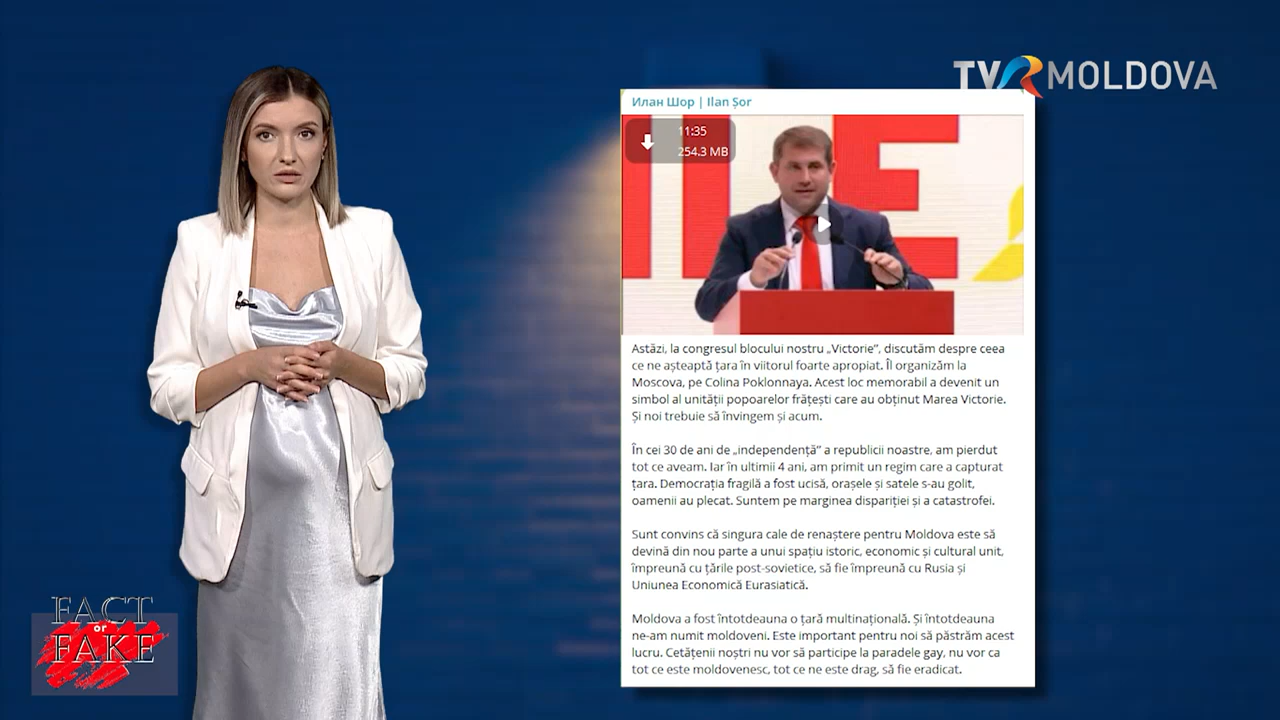 TVR MOLDOVA
Илан Шор | Ilan Șor
11:35
254.3 MB
ILE
Astăzi, la congresul blocului nostru „Victorie”, discutăm despre ceea
ce ne așteaptă țara în viitorul foarte apropiat. Îl organizăm la
Moscova, pe Colina Poklonnaya. Acest loc memorabil a devenit un
simbol al unității popoarelor frățești care au obținut Marea Victorie.
Și noi trebuie să învingem și acum.
În cei 30 de ani de „independență” a republicii noastre, am pierdut
tot ce aveam. Iar în ultimii 4 ani, am primit un regim care a capturat
țara. Democrația fragilă a fost ucisă, orașele și satele s-au golit,
oamenii au plecat. Suntem pe marginea dispariției și a catastrofei.
Sunt convins că singura cale de renaștere pentru Moldova este să
devină din nou parte a unui spațiu istoric, economic și cultural unit,
împreună cu țările post-sovietice, să fie împreună cu Rusia și
Uniunea Economică Eurasiatică.
Moldova a fost întotdeauna o țară multinațională. Și întotdeauna
ne-am numit moldoveni. Este important pentru noi să păstrăm acest
lucru. Cetățenii noștri nu vor să participe la paradele gay, nu vor ca
tot ce este moldovenesc, tot ce ne este drag, să fie eradicat.
FACT
or
FAKE